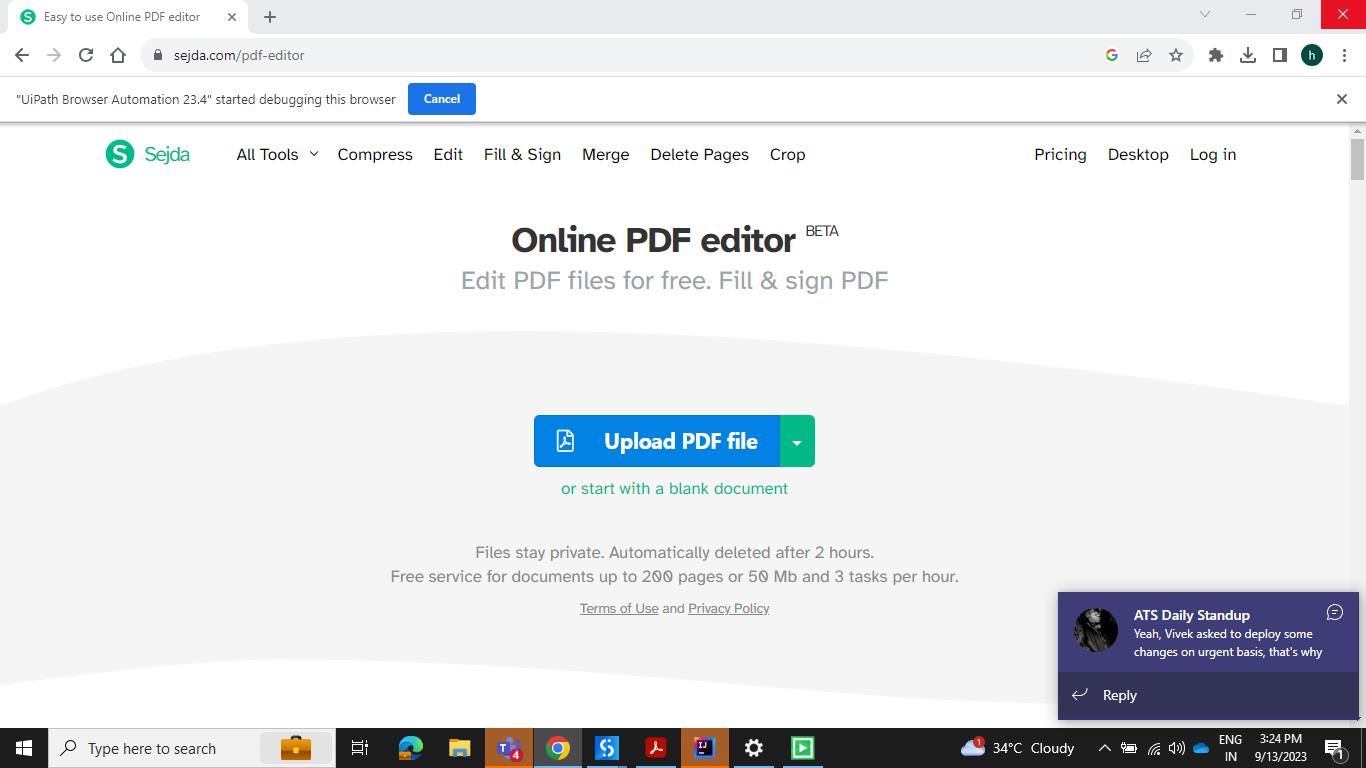 Easy to use Online PDF editor
sejda.com/pdf-editor
G
h
"UiPath Browser Automation 23.4" started debugging this browser
Cancel
S Sejda
All Tools
Compress
Edit
Fill & Sign
Merge
Delete Pages
Crop
Pricing
Desktop
Log in
Online PDF editor BETA
Edit PDF files for free. Fill & sign PDF
Upload PDF file
or start with a blank document
Files stay private. Automatically deleted after 2 hours.
Free service for documents up to 200 pages or 50 Mb and 3 tasks per hour.
Terms of Use and Privacy Policy
ATS Daily Standup
Yeah, Vivek asked to deploy some
changes on urgent basis, that's why
Reply
Type here to search
T
4
S
IJ
1
34°C Cloudy
ENG
IN
3:24 PM
9/13/2023
1